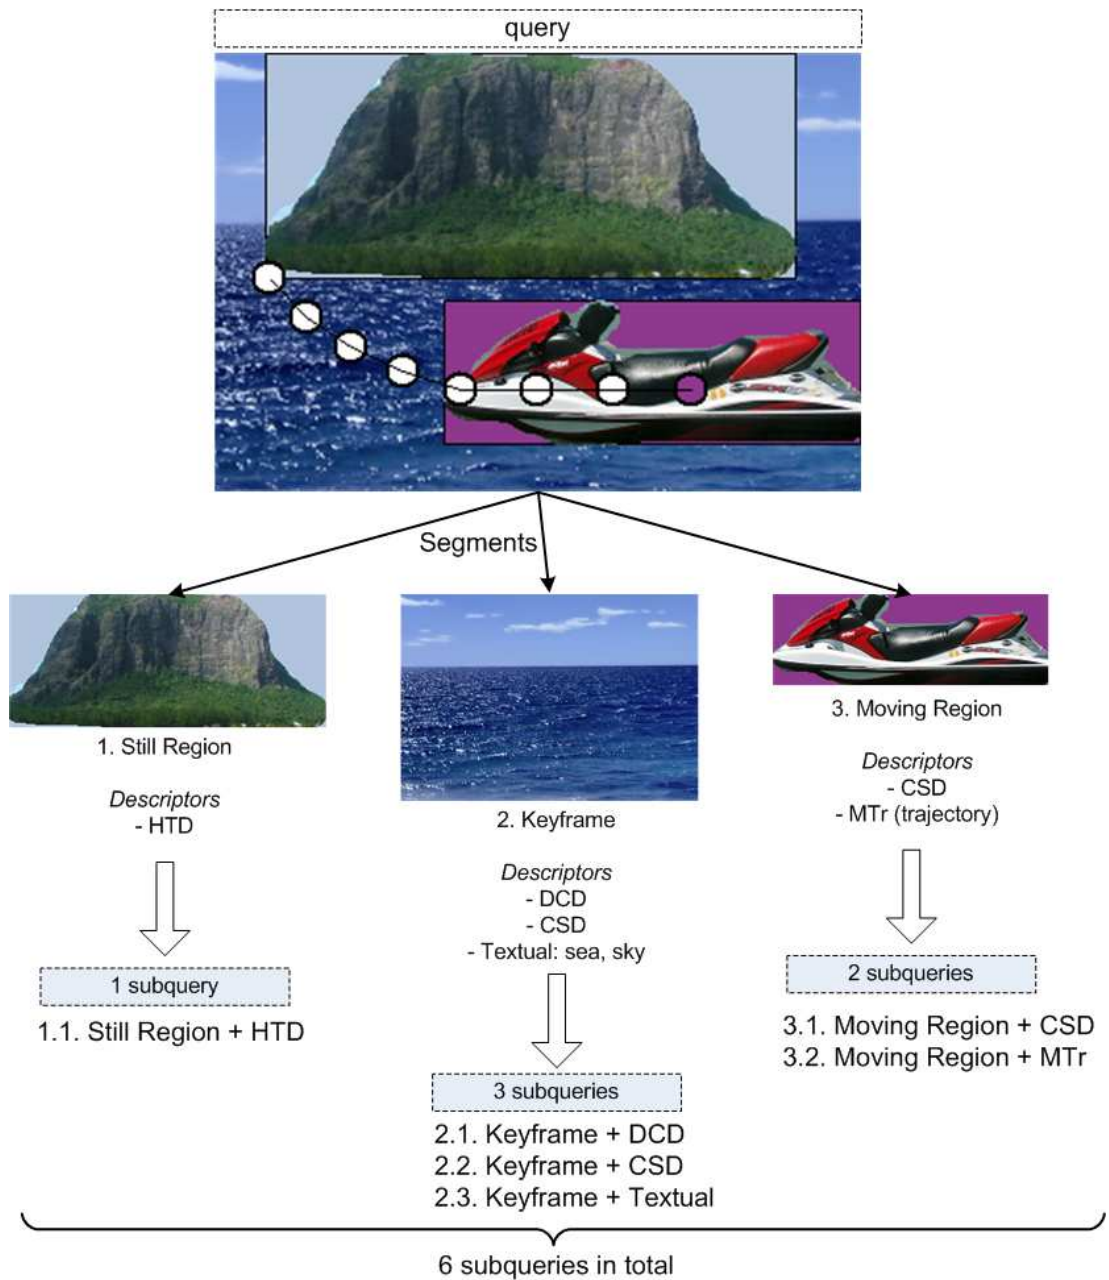 query
Segments
1. Still Region
Descriptors
- HTD
1 subquery
1.1. Still Region + HTD
2. Keyframe
Descriptors
- DCD
- CSD
- Textual: sea, sky
3 subqueries
2.1. Keyframe + DCD
2.2. Keyframe + CSD
2.3. Keyframe + Textual
3. Moving Region
Descriptors
- CSD
- MTr (trajectory)
2 subqueries
3.1. Moving Region + CSD
3.2. Moving Region + MTr
6 subqueries in total